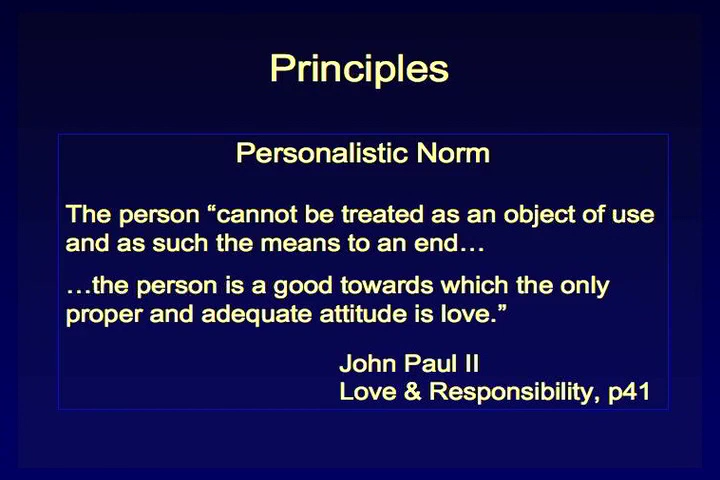 Principles
Personalistic Norm
The person “cannot be treated as an object of use
and as such the means to an end…
…the person is a good towards which the only
proper and adequate attitude is love.”
John Paul II
Love & Responsibility, p41